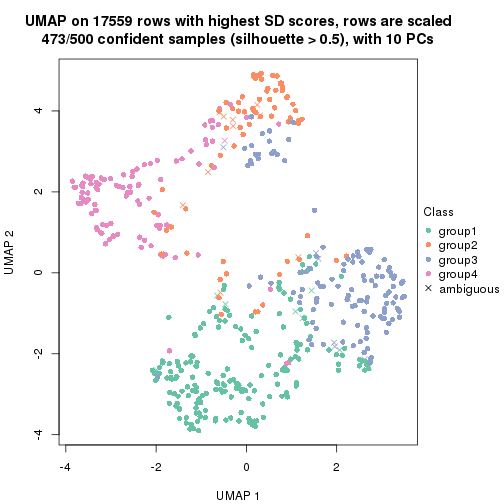 UMAP on 17559 rows with highest SD scores, rows are scaled
473/500 confident samples (silhouette > 0.5), with 10 PCs
4
2
0
-2
-4
UMAP 2
-4
-2
0
2
UMAP 1
Class
group1
group2
group3
group4
ambiguous